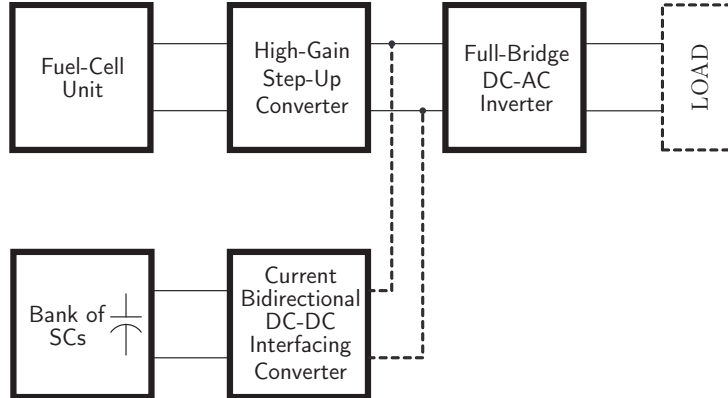 Fuel-Cell
Unit
High-Gain
Step-Up
Converter
Full-Bridge
DC-AC
Inverter
LOAD
Bank of
SCs
Current
Bidirectional
DC-DC
Interfacing
Converter